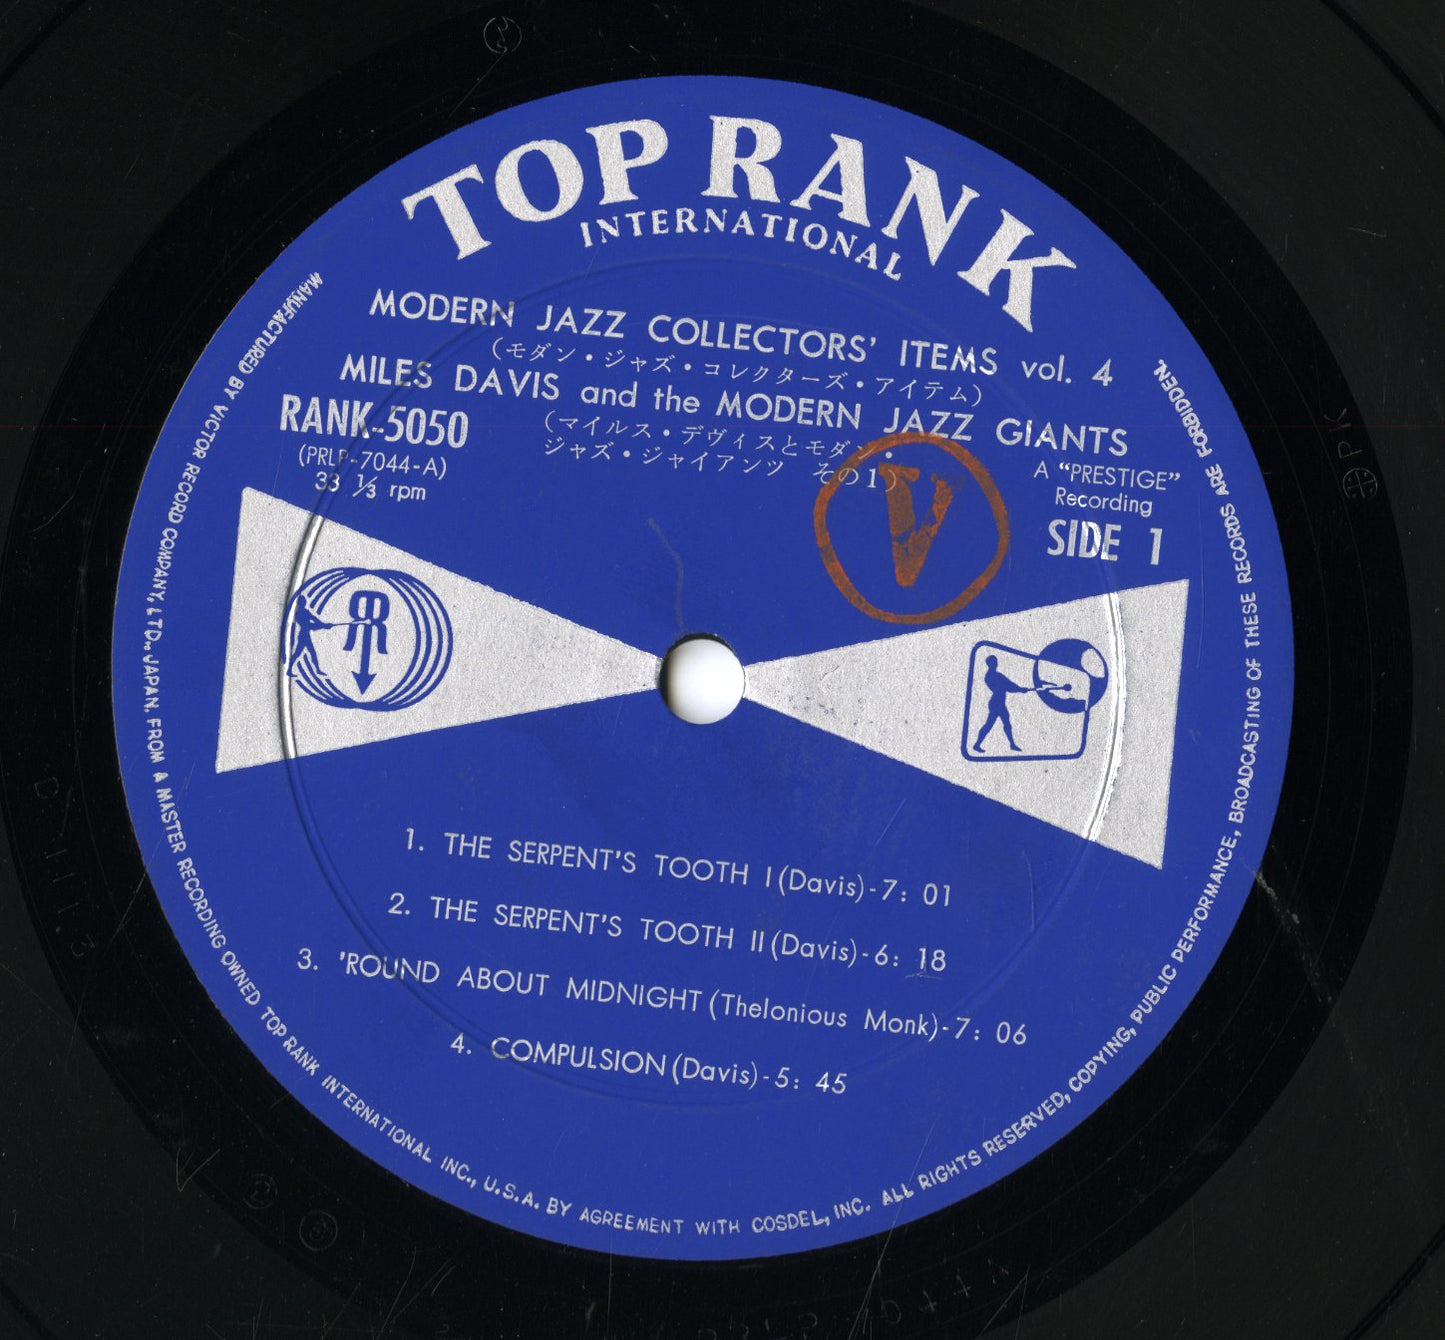 TOP RANK
INTERNATIONAL
MODERN JAZZ COLLECTORS' ITEMS vol. 4
(モダン・ジャズ・コレクターズ・アイテム)
MILES DAVIS and the MODERN JAZZ GIANTS
(マイルス・デヴィスとモダン・
ジャズ・ジャイアンツ その1)
RANK-5050
(PRLP-7044-A)
33 1/3 rpm
A "PRESTIGE"
Recording
SIDE 1
V
1. THE SERPENT'S TOOTH I (Davis)-7: 01
2. THE SERPENT'S TOOTH II (Davis)-6: 18
3. 'ROUND ABOUT MIDNIGHT (Thelonious Monk)-7: 06
4. COMPULSION (Davis)-5: 45
MANUFACTURED BY VICTOR RECORD COMPANY, LTD., JAPAN. FROM A MASTER RECORDING OWNED TOP RANK INTERNATIONAL INC., U.S.A. BY AGREEMENT WITH COSDEL, INC. ALL RIGHTS RESERVED, COPYING, PUBLIC PERFORMANCE, BROADCASTING OF THESE RECORDS ARE FORBIDDEN.